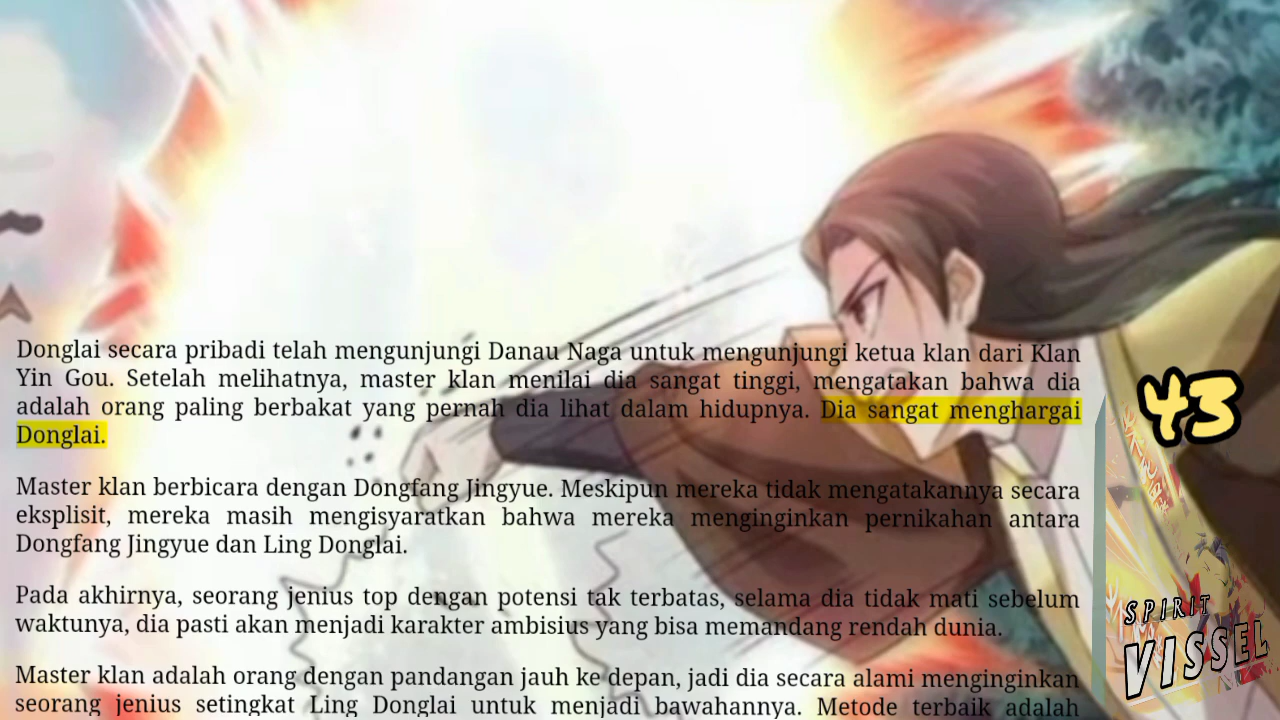 Donglai secara pribadi telah mengunjungi Danau Naga untuk mengunjungi ketua klan dari Klan
Yin Gou. Setelah melihatnya, master klan menilai dia sangat tinggi, mengatakan bahwa dia
adalah orang paling berbakat yang pernah dia lihat dalam hidupnya. Dia sangat menghargai
Donglai.
Master klan berbicara dengan Dongfang Jingyue. Meskipun mereka tidak mengatakannya secara
eksplisit, mereka masih mengisyaratkan bahwa mereka menginginkan pernikahan antara
Dongfang Jingyue dan Ling Donglai.
Pada akhirnya, seorang jenius top dengan potensi tak terbatas, selama dia tidak mati sebelum
waktunya, dia pasti akan menjadi karakter ambisius yang bisa memandang rendah dunia.
Master klan adalah orang dengan pandangan jauh ke depan, jadi dia secara alami menginginkan
seorang jenius setingkat Ling Donglai untuk menjadi bawahannya. Metode terbaik adalah
43
SPIRIT
VISSEL